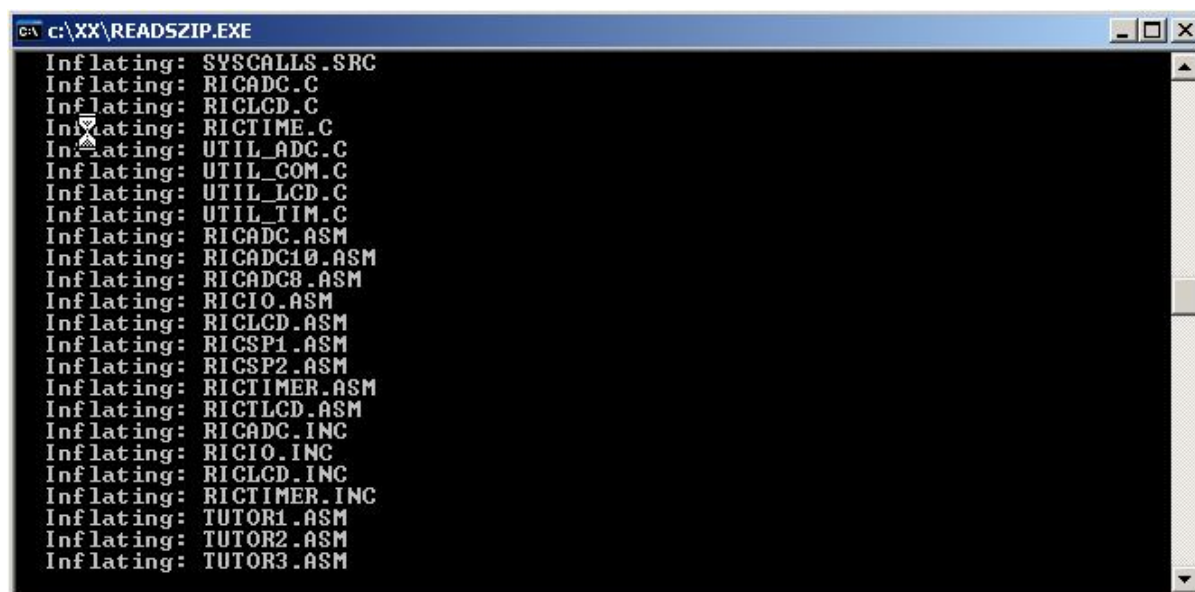 c:\XX\READSZIP.EXE
Inflating: SYSCALLS.SRC
Inflating: RICADC.C
Inflating: RICLCD.C
Inflating: RICTIME.C
Inflating: UTIL_ADC.C
Inflating: UTIL_COM.C
Inflating: UTIL_LCD.C
Inflating: UTIL_TIM.C
Inflating: RICADC.ASM
Inflating: RICADC10.ASM
Inflating: RICADC8.ASM
Inflating: RICIO.ASM
Inflating: RICLCD.ASM
Inflating: RICSP1.ASM
Inflating: RICSP2.ASM
Inflating: RICTIMER.ASM
Inflating: RICTLCD.ASM
Inflating: RICADC.INC
Inflating: RICIO.INC
Inflating: RICLCD.INC
Inflating: RICTIMER.INC
Inflating: TUTOR1.ASM
Inflating: TUTOR2.ASM
Inflating: TUTOR3.ASM